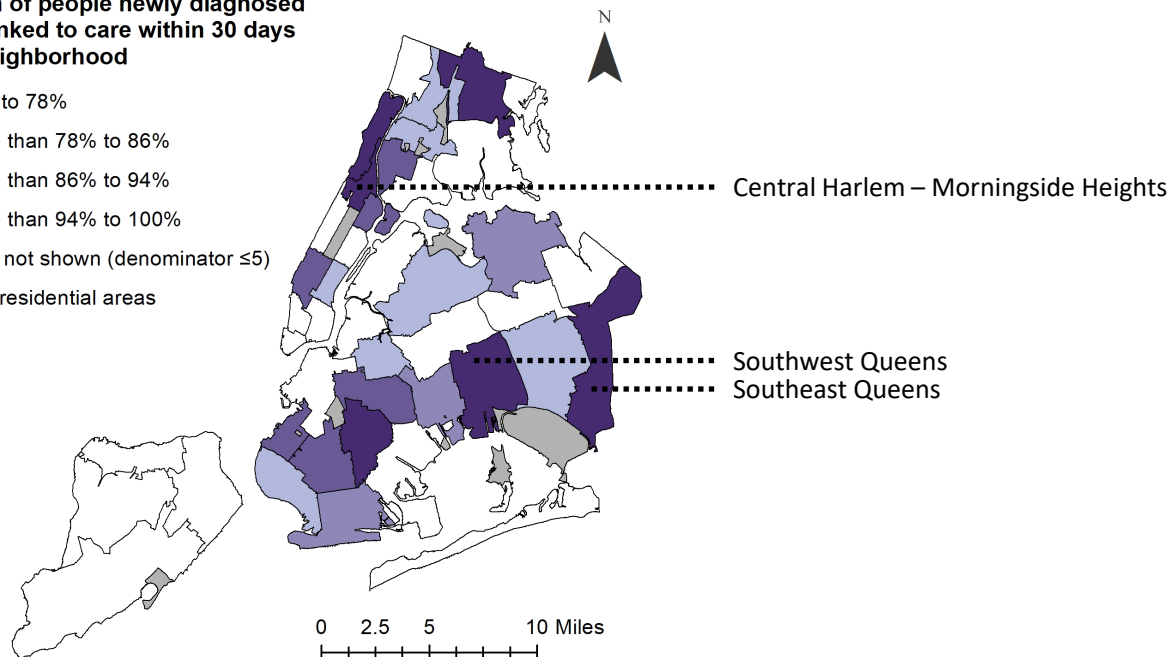 of people newly diagnosed
nked to care within 30 days
ighborhood
to 78%
than 78% to 86%
than 86% to 94%
than 94% to 100%
not shown (denominator ≤5)
residential areas
N
Central Harlem – Morningside Heights
Southwest Queens
Southeast Queens
0 2.5 5 10 Miles